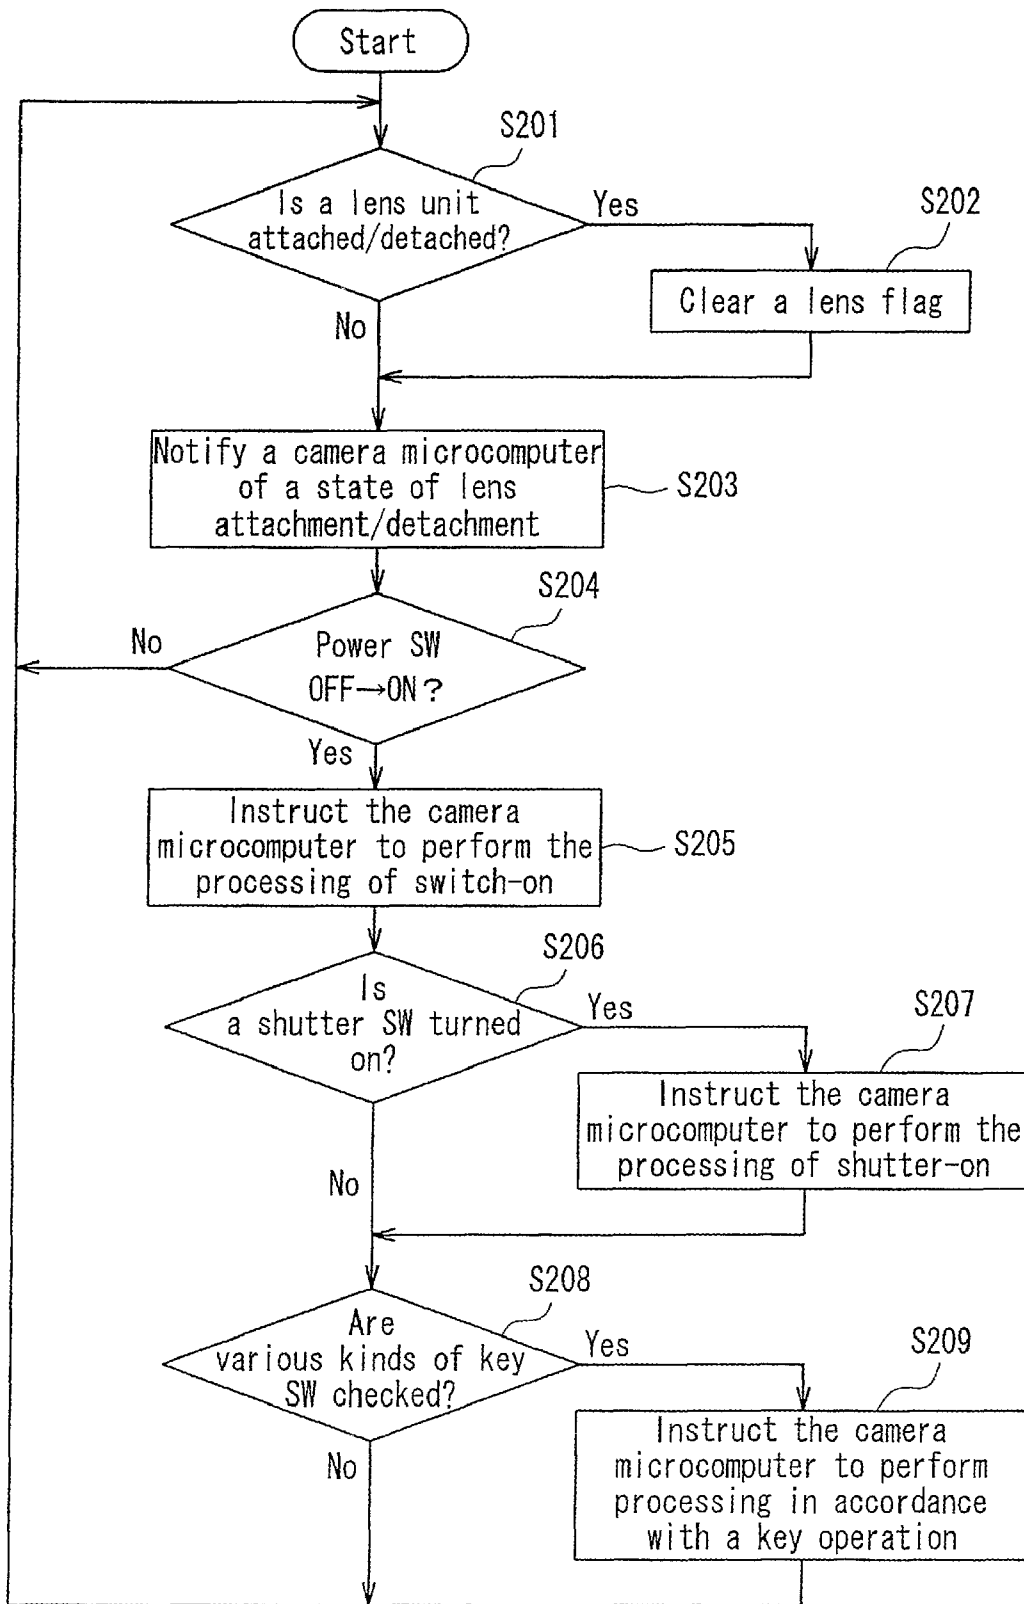 Start
S201
Is a lens unit
attached/detached?
Yes
S202
Clear a lens flag
No
Notify a camera microcomputer
of a state of lens
attachment/detachment
S203
S204
No
Power SW
OFF→ON?
Yes
Instruct the camera
microcomputer to perform the
processing of switch-on
S205
S206
Is
a shutter SW turned
on?
Yes
S207
Instruct the camera
microcomputer to perform the
processing of shutter-on
No
S208
Are
various kinds of key
SW checked?
Yes
S209
Instruct the camera
microcomputer to perform
processing in accordance
with a key operation
No